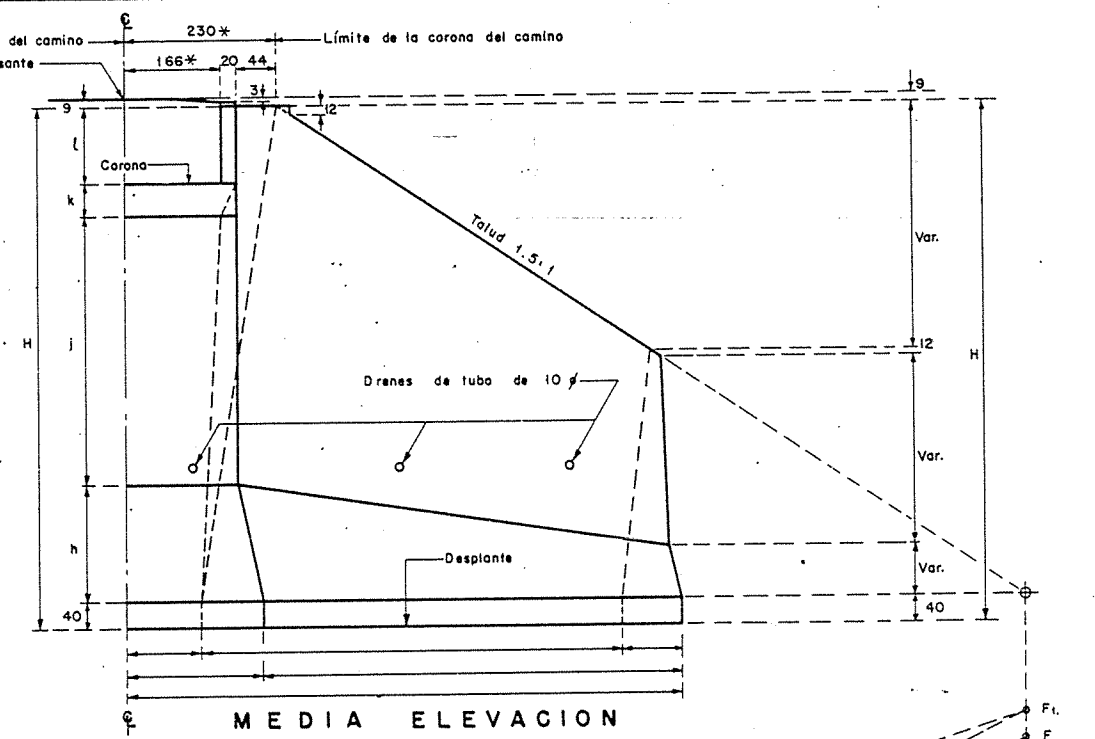 ℄
230*
del camino
Límite de la corona del camino
sante
166*
20
44
3
9
9
12
l
Corona
k
Talud 1.5:1
Var.
H
j
12
H
Drenes de tubo de 10 ⌀
Var.
h
Desplante
Var.
40
40
℄
MEDIA ELEVACION
Ft.
F